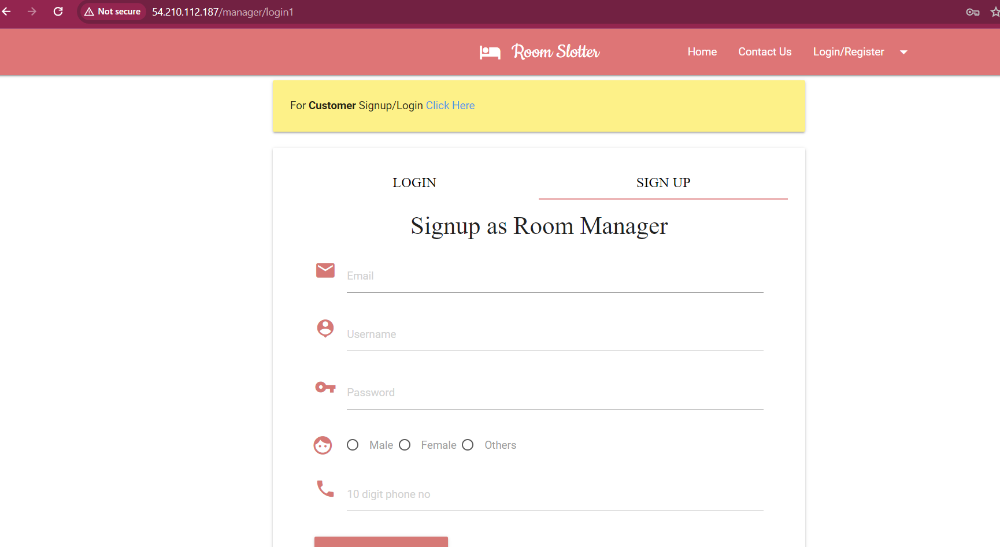 Not secure 54.210.112.187/manager/login1
Room Slotter Home Contact Us Login/Register
For Customer Signup/Login Click Here
LOGIN SIGN UP
Signup as Room Manager
Email
Username
Password
Male Female Others
10 digit phone no